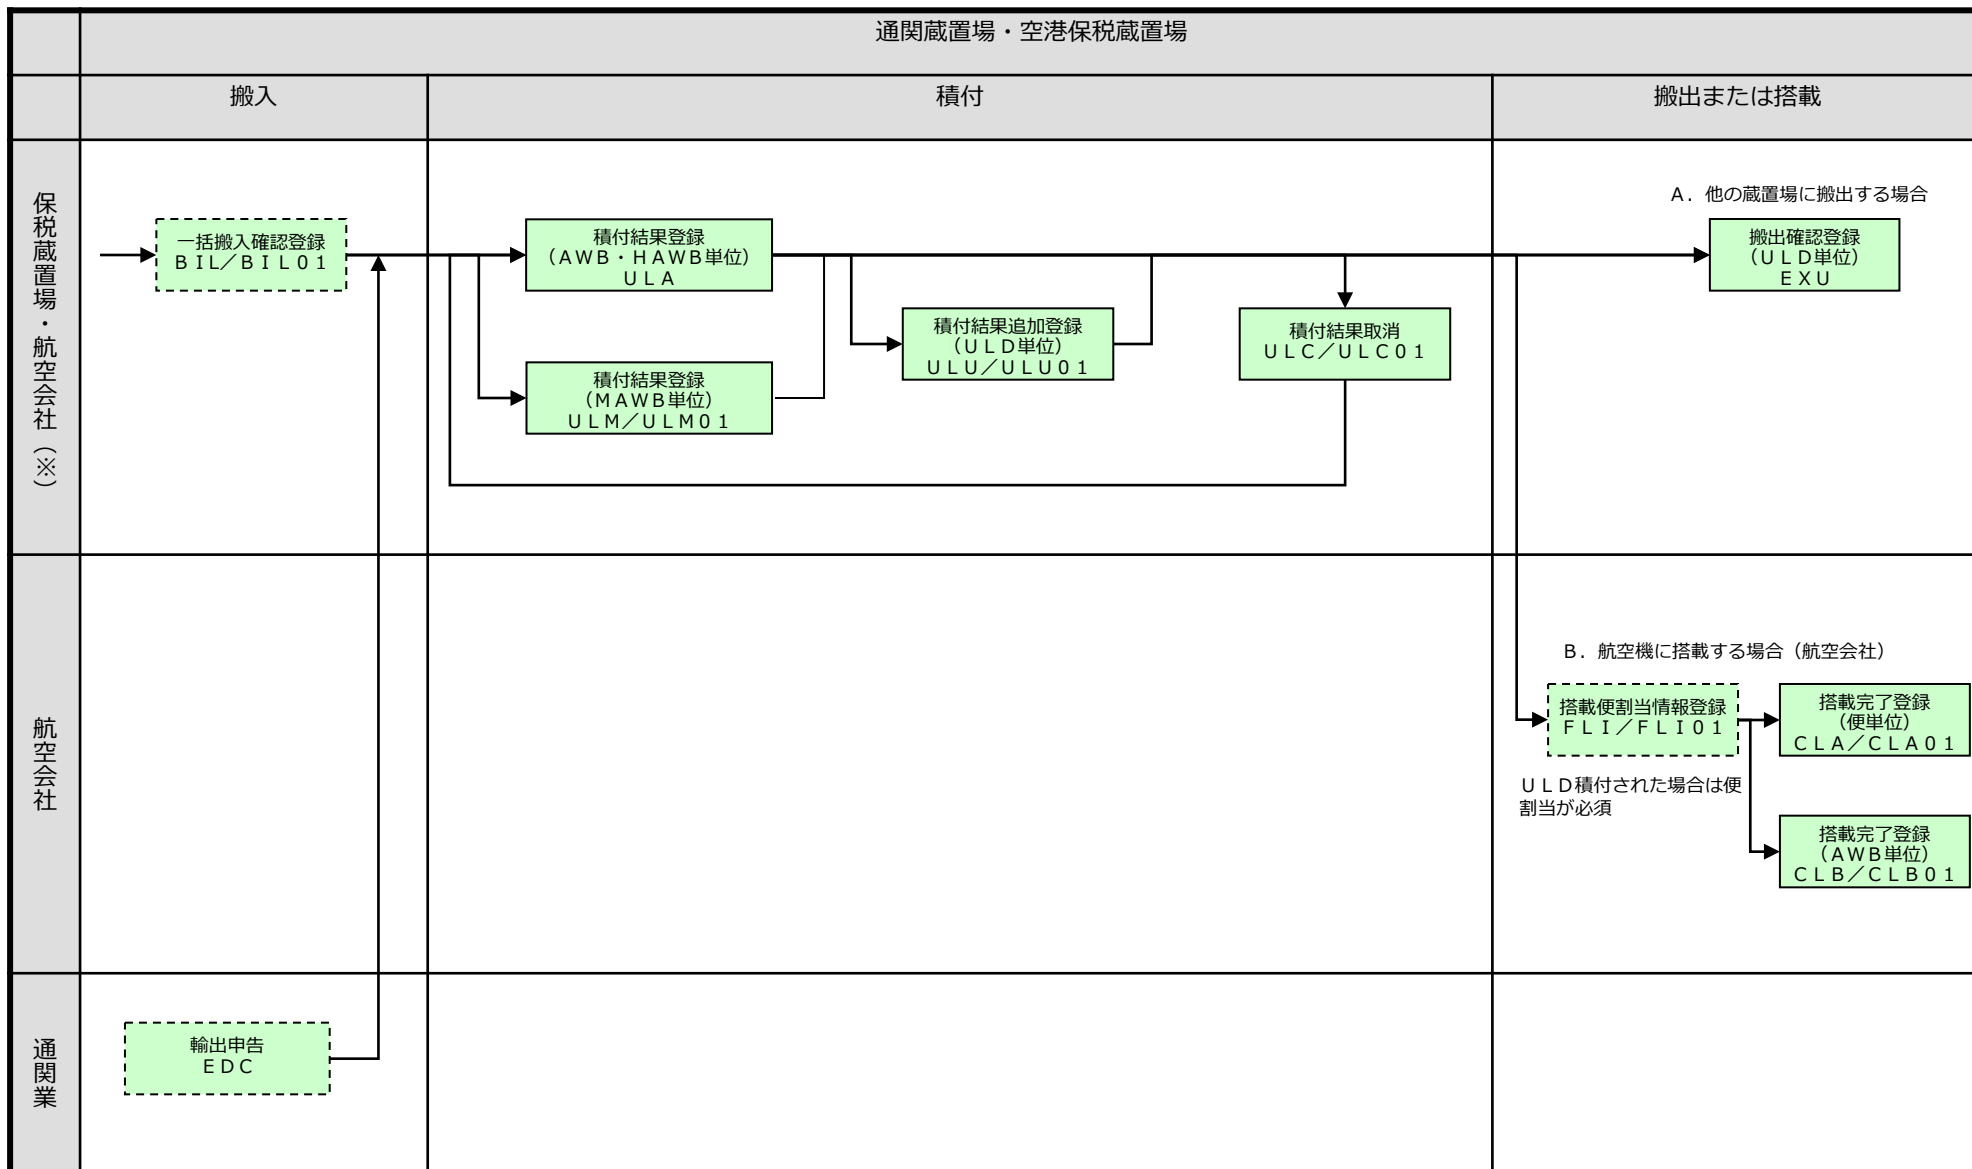 通関蔵置場・空港保税蔵置場
搬入
積付
搬出または搭載
保税蔵置場・航空会社（※）
一括搬入確認登録
ＢＩＬ／ＢＩＬ０１
積付結果登録
（ＡＷＢ・ＨＡＷＢ単位）
ＵＬＡ
積付結果登録
（ＭＡＷＢ単位）
ＵＬＭ／ＵＬＭ０１
積付結果追加登録
（ＵＬＤ単位）
ＵＬＵ／ＵＬＵ０１
積付結果取消
ＵＬＣ／ＵＬＣ０１
Ａ．他の蔵置場に搬出する場合
搬出確認登録
（ＵＬＤ単位）
ＥＸＵ
航空会社
Ｂ．航空機に搭載する場合（航空会社）
搭載便割当情報登録
ＦＬＩ／ＦＬＩ０１
ＵＬＤ積付された場合は便
割当が必須
搭載完了登録
（便単位）
ＣＬＡ／ＣＬＡ０１
搭載完了登録
（ＡＷＢ単位）
ＣＬＢ／ＣＬＢ０１
通関業
輸出申告
ＥＤＣ